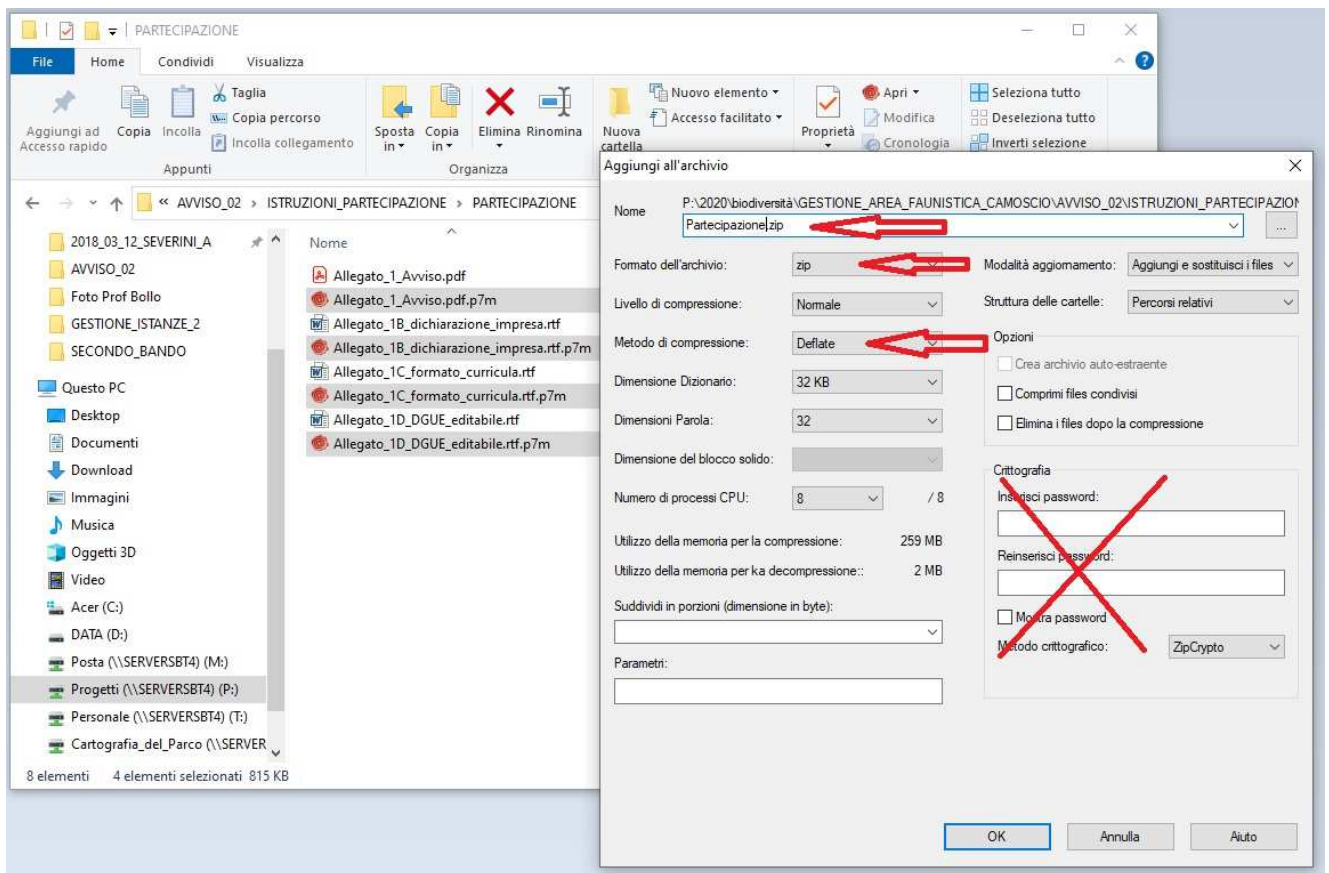 PARTECIPAZIONE
File Home Condividi Visualizza
Aggiungi ad Accesso rapido
Copia
Incolla
Taglia
Copia percorso
Incolla collegamento
Appunti
Sposta in
Copia in
Elimina
Rinomina
Organizza
Nuova cartella
Nuovo elemento
Accesso facilitato
Proprietà
Apri
Modifica
Cronologia
Seleziona tutto
Deseleziona tutto
Inverti selezione
« AVVISO_02 › ISTRUZIONI_PARTECIPAZIONE › PARTECIPAZIONE
2018_03_12_SEVERINI_A
AVVISO_02
Foto Prof Bollo
GESTIONE_ISTANZE_2
SECONDO_BANDO
Questo PC
Desktop
Documenti
Download
Immagini
Musica
Oggetti 3D
Video
Acer (C:)
DATA (D:)
Posta (\\SERVERSBT4) (M:)
Progetti (\\SERVERSBT4) (P:)
Personale (\\SERVERSBT4) (T:)
Cartografia_del_Parco (\\SERVER
Nome
Allegato_1_Avviso.pdf
Allegato_1_Avviso.pdf.p7m
Allegato_1B_dichiarazione_impresa.rtf
Allegato_1B_dichiarazione_impresa.rtf.p7m
Allegato_1C_formato_curricula.rtf
Allegato_1C_formato_curricula.rtf.p7m
Allegato_1D_DGUE_editabile.rtf
Allegato_1D_DGUE_editabile.rtf.p7m
8 elementi 4 elementi selezionati 815 KB
Aggiungi all'archivio
Nome P:\2020\biodiversità\GESTIONE_AREA_FAUNISTICA_CAMOSCIO\AVVISO_02\ISTRUZIONI_PARTECIPAZION
Partecipazione.zip ...
Formato dell'archivio: zip
Livello di compressione: Normale
Metodo di compressione: Deflate
Dimensione Dizionario: 32 KB
Dimensioni Parola: 32
Dimensione del blocco solido:
Numero di processi CPU: 8 / 8
Utilizzo della memoria per la compressione: 259 MB
Utilizzo della memoria per ka decompressione:: 2 MB
Suddividi in porzioni (dimensione in byte):
Parametri:
Modalità aggiornamento: Aggiungi e sostituisci i files
Struttura delle cartelle: Percorsi relativi
Opzioni
Crea archivio auto-estraente
Comprimi files condivisi
Elimina i files dopo la compressione
Crittografia
Inserisci password:
Reinserisci password:
Mostra password
Metodo crittografico: ZipCrypto
OK Annulla Aiuto